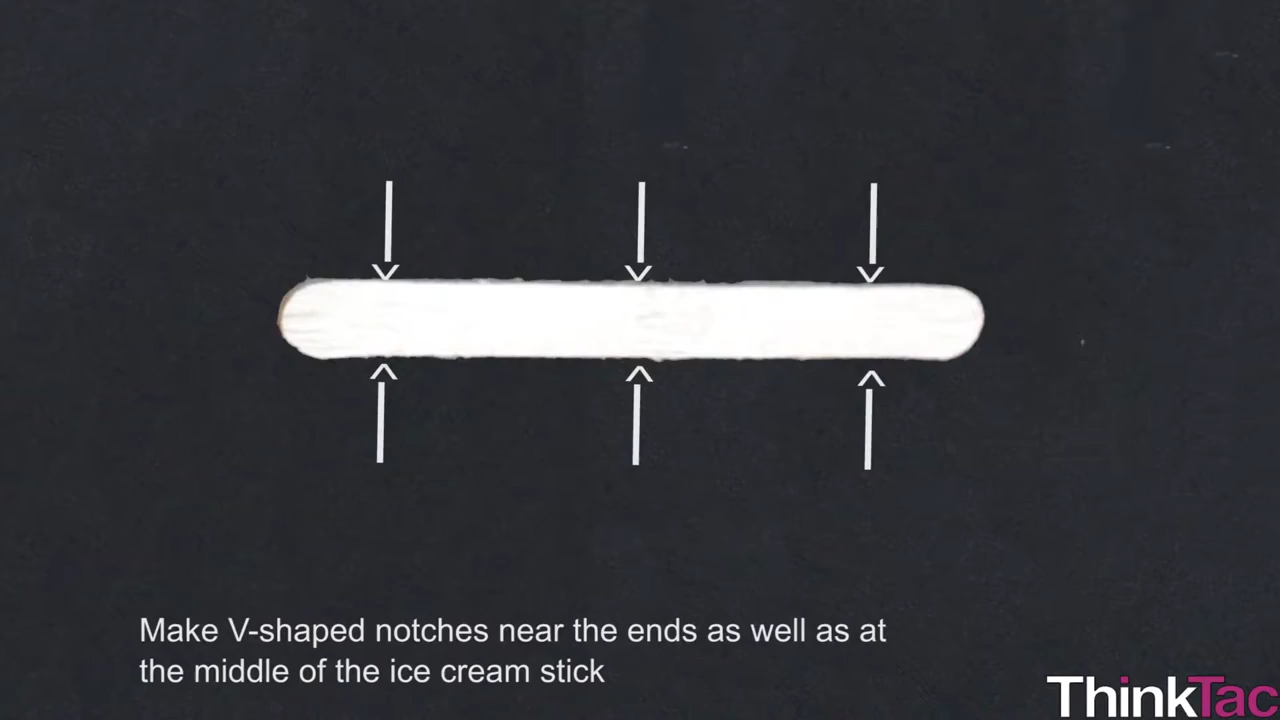 Make V-shaped notches near the ends as well as at
the middle of the ice cream stick
ThinkTac